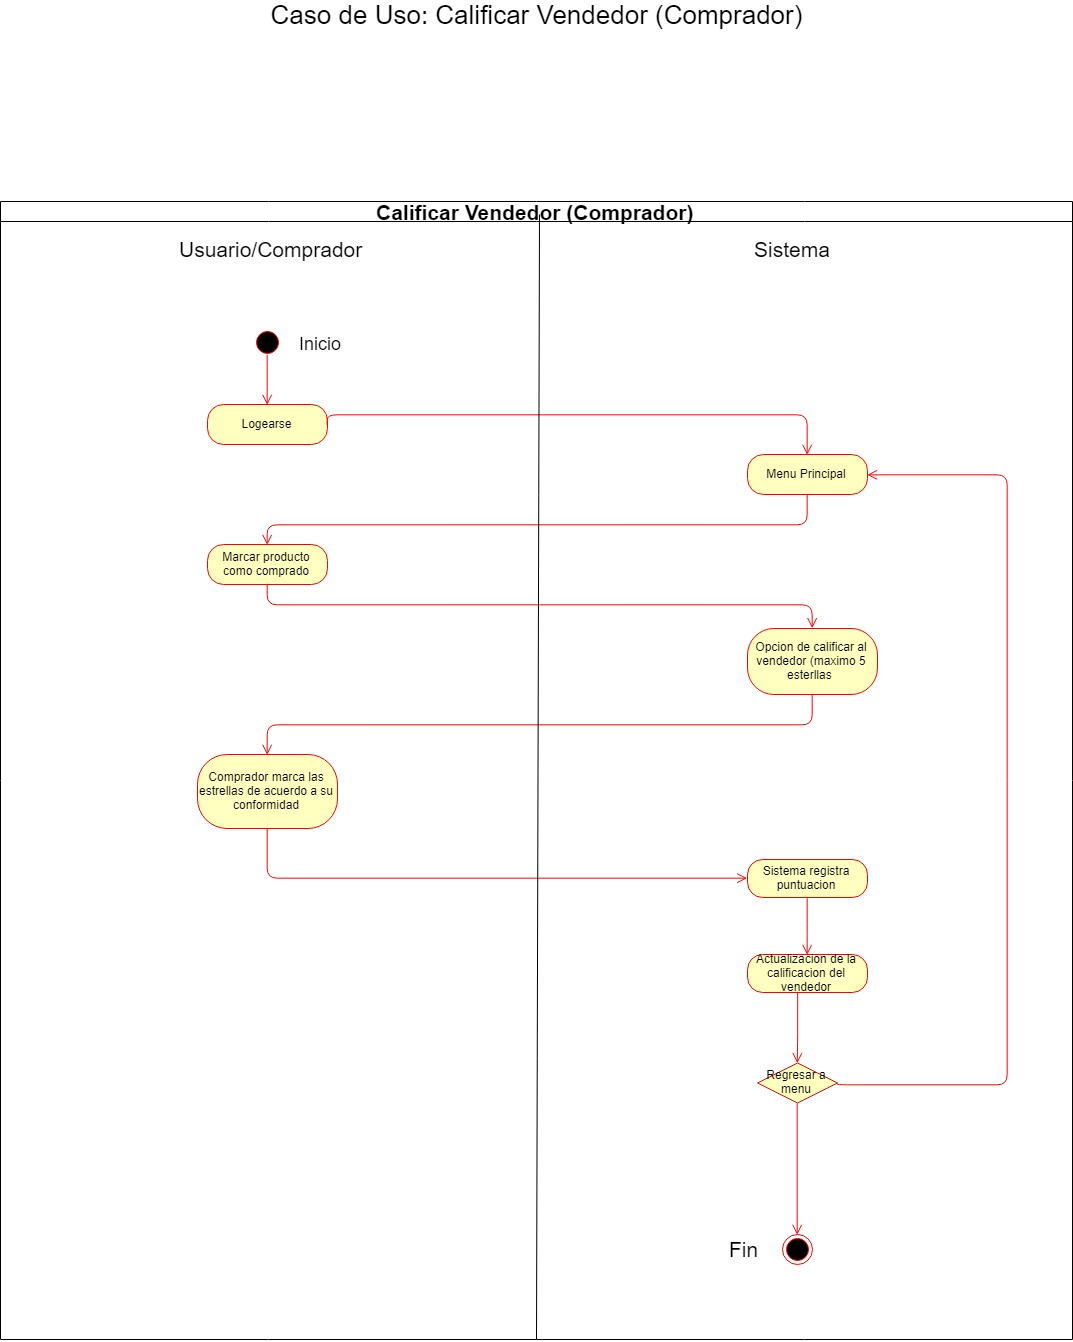 Caso de Uso: Calificar Vendedor (Comprador)
Calificar Vendedor (Comprador)
Usuario/Comprador
Sistema
Inicio
Logearse
Menu Principal
Marcar producto
como comprado
Opcion de calificar al
vendedor (maximo 5
esterllas
Comprador marca las
estrellas de acuerdo a su
conformidad
Sistema registra
puntuacion
Actualizacion de la
calificacion del
vendedor
Regresar a
menu
Fin